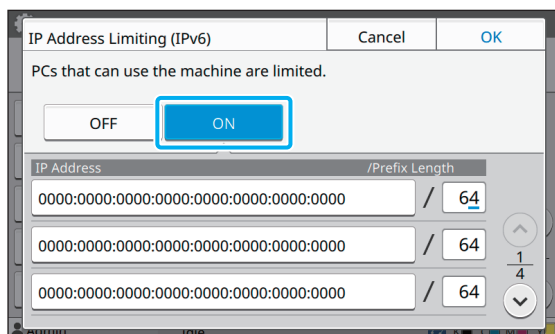 IP Address Limiting (IPv6) Cancel OK
PCs that can use the machine are limited.
OFF ON
IP Address /Prefix Length
0000:0000:0000:0000:0000:0000:0000:0000 / 64
0000:0000:0000:0000:0000:0000:0000:0000 / 64
1
4
0000:0000:0000:0000:0000:0000:0000:0000 / 64
Admin Idle